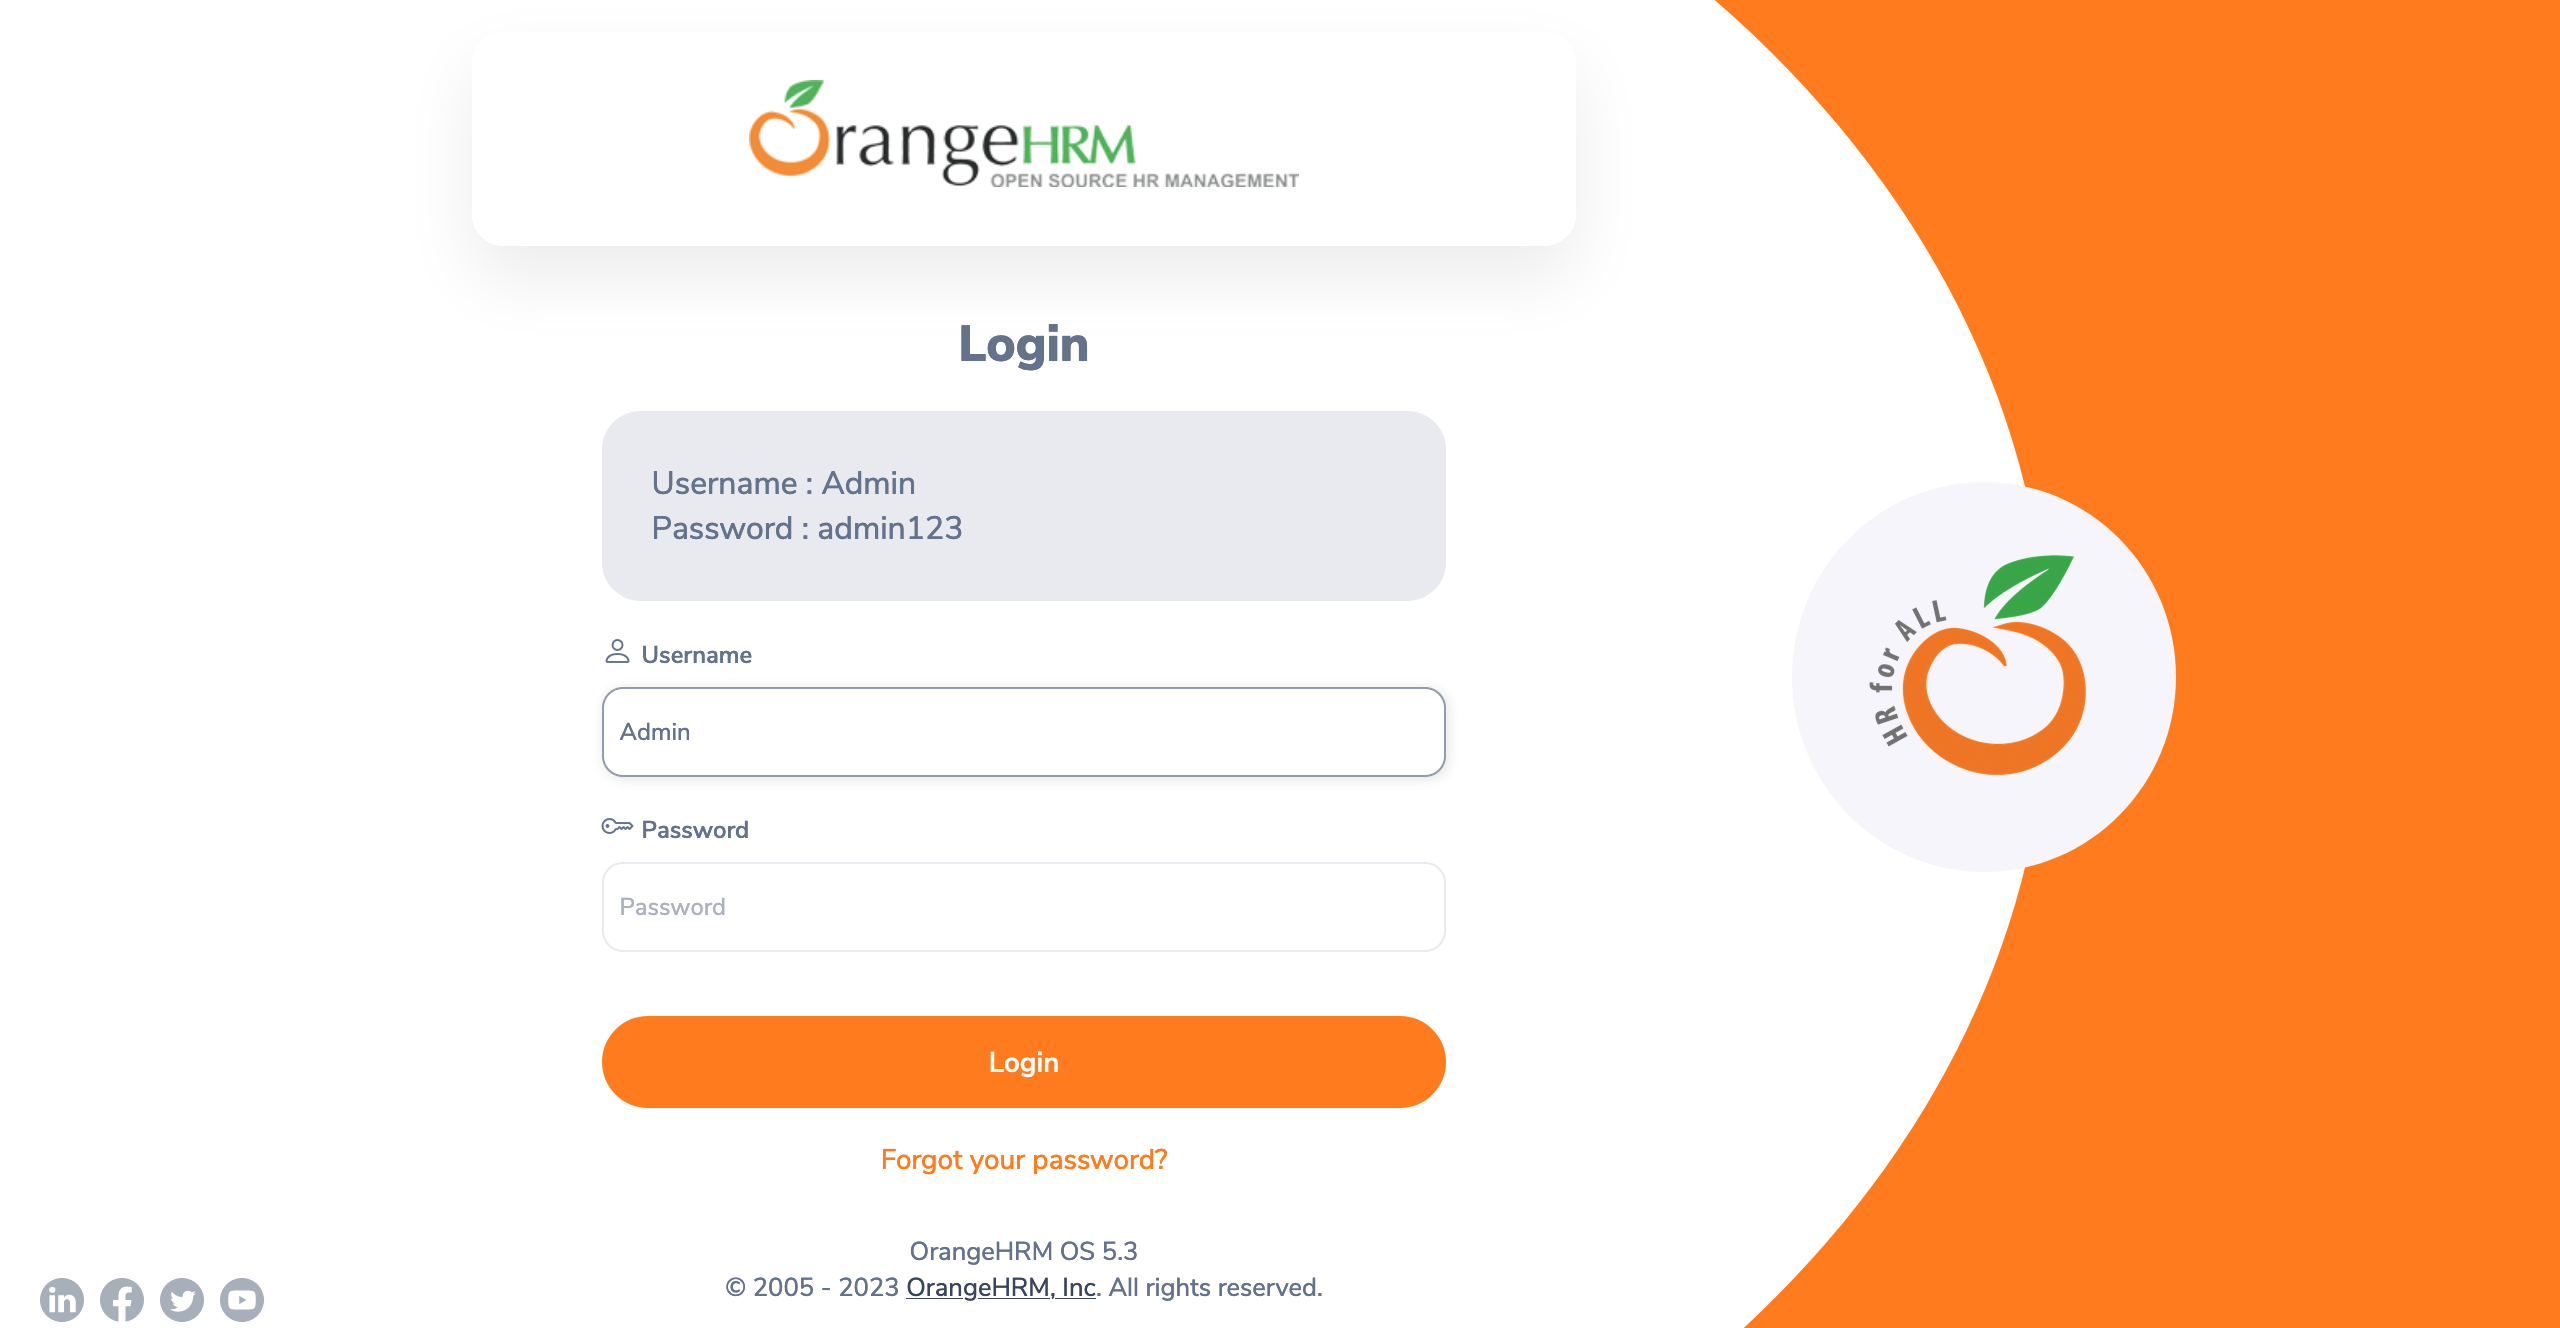 OrangeHRM
OPEN SOURCE HR MANAGEMENT
Login
Username : Admin
Password : admin123
Username
Admin
Password
Password
Login
Forgot your password?
OrangeHRM OS 5.3
© 2005 - 2023 OrangeHRM, Inc. All rights reserved.
HR for ALL